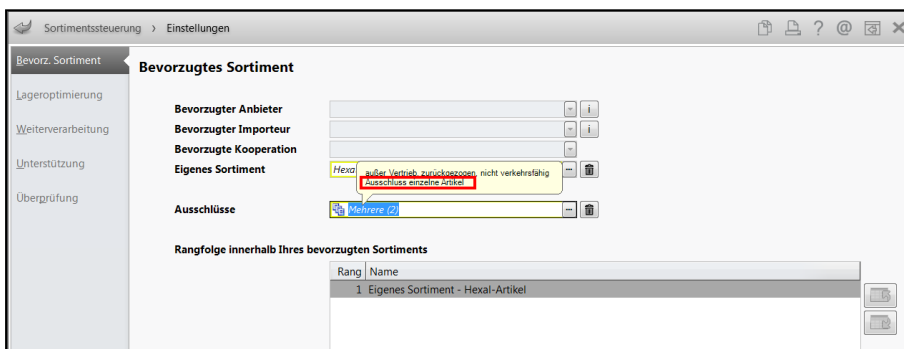 Sortimentssteuerung › Einstellungen
? @
Bevorz. Sortiment
Lageroptimierung
Weiterverarbeitung
Unterstützung
Überprüfung
Bevorzugtes Sortiment
Bevorzugter Anbieter
i
Bevorzugter Importeur
i
Bevorzugte Kooperation
Eigenes Sortiment
Hexa
außer Vertrieb, zurückgezogen, nicht verkehrsfähig
Ausschluss einzelne Artikel
Ausschlüsse
Mehrere (2)
Rangfolge innerhalb Ihres bevorzugten Sortiments
Rang Name
1 Eigenes Sortiment - Hexal-Artikel